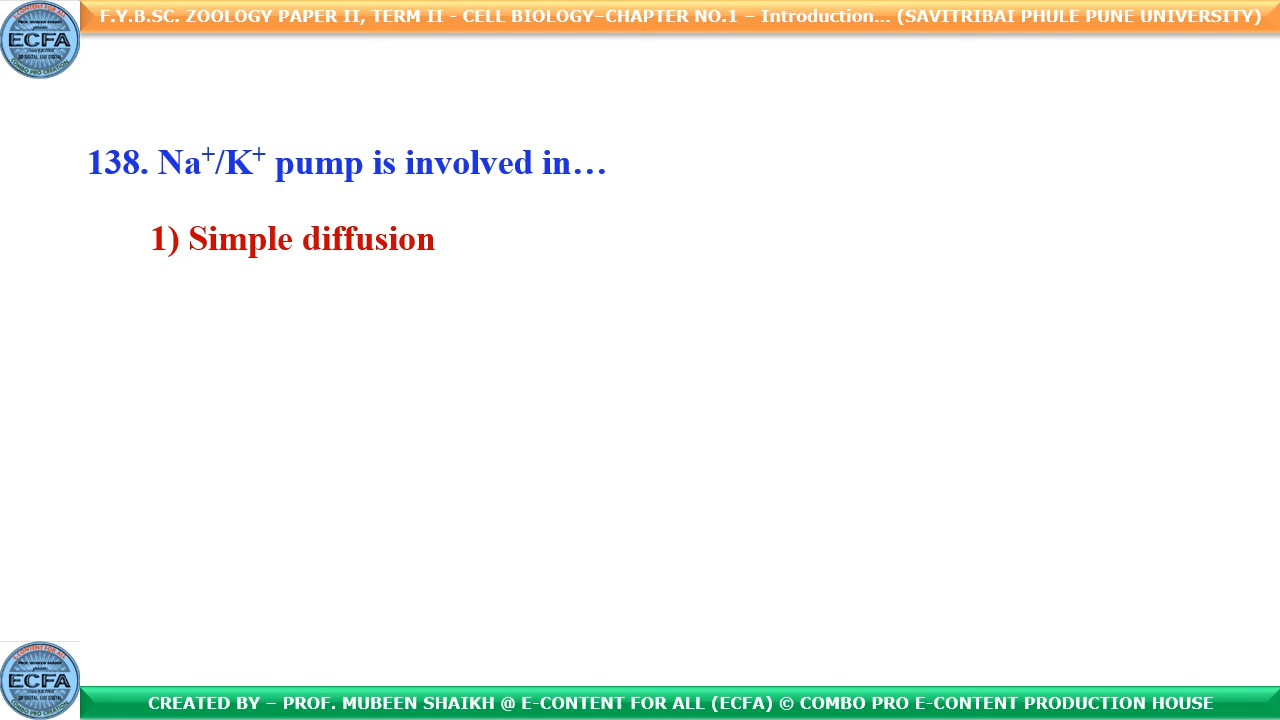 F.Y.B.SC. ZOOLOGY PAPER II, TERM II - CELL BIOLOGY–CHAPTER NO.1 – Introduction... (SAVITRIBAI PHULE PUNE UNIVERSITY)
ECFA
138. Na⁺/K⁺ pump is involved in…
1) Simple diffusion
ECFA
CREATED BY – PROF. MUBEEN SHAIKH @ E-CONTENT FOR ALL (ECFA) © COMBO PRO E-CONTENT PRODUCTION HOUSE